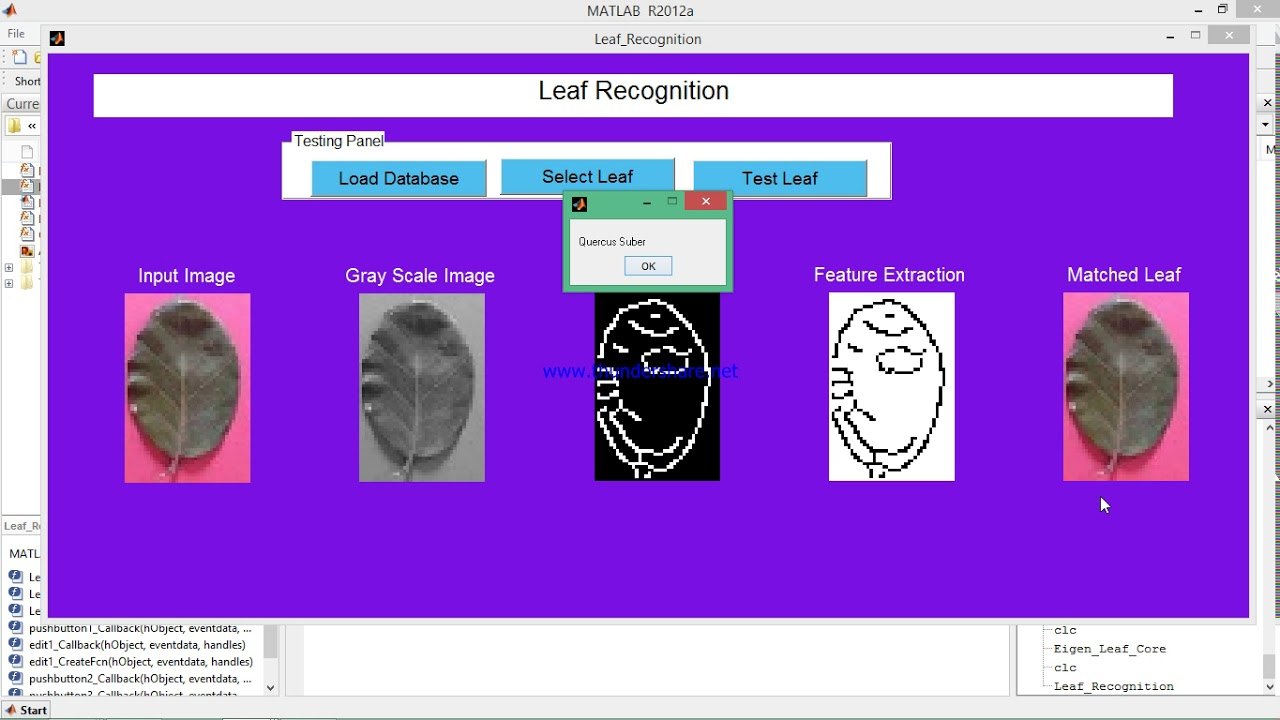 MATLAB R2012a
File
Leaf_Recognition
Short
Curre
Leaf Recognition
Testing Panel
Load Database
Select Leaf
Test Leaf
Quercus Suber
OK
Input Image
Gray Scale Image
Feature Extraction
Matched Leaf
www.thundershare.net
Leaf_Re
MATL
Le
Le
Le
pushbutton1_Callback(hObject, eventdata, ...
edit1_Callback(hObject, eventdata, handles)
edit1_CreateFcn(hObject, eventdata, handles)
pushbutton2_Callback(hObject, eventdata, ...
pushbutton3_Callback(hObject, eventdata, ...
clc
Eigen_Leaf_Core
clc
Leaf_Recognition
Start